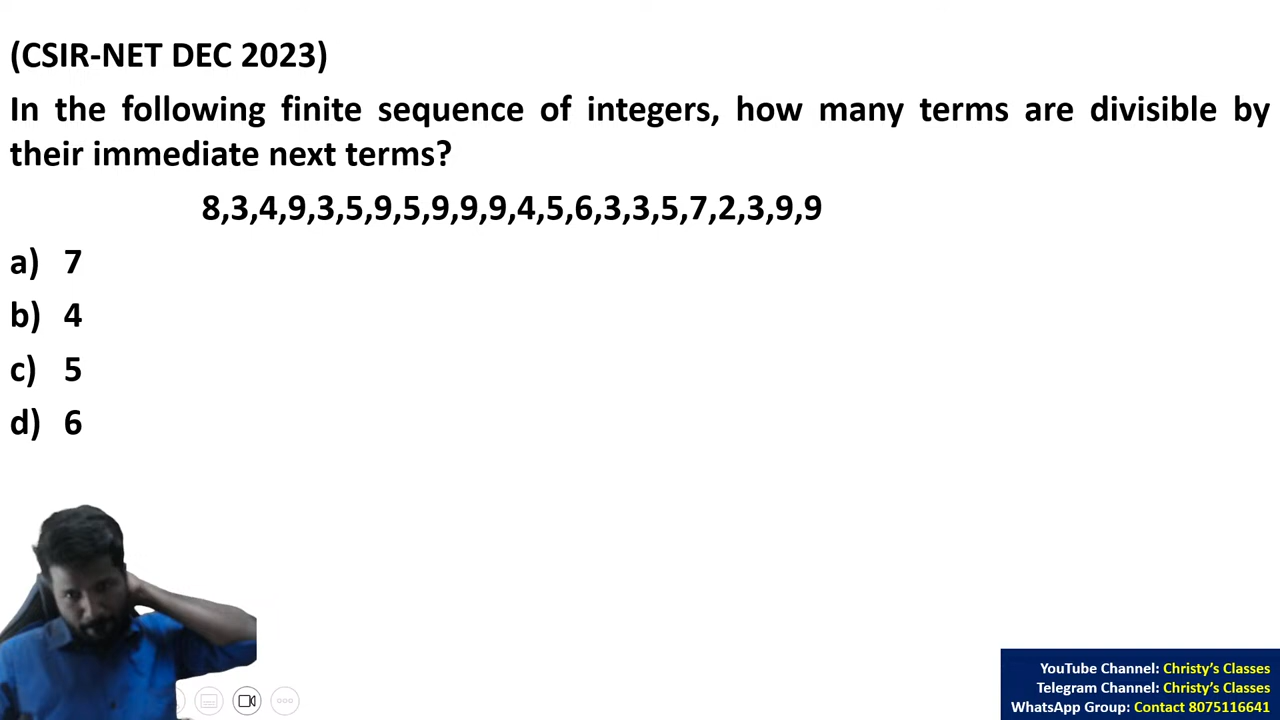 (CSIR-NET DEC 2023)
In the following finite sequence of integers, how many terms are divisible by
their immediate next terms?
8,3,4,9,3,5,9,5,9,9,9,4,5,6,3,3,5,7,2,3,9,9
a) 7
b) 4
c) 5
d) 6
YouTube Channel: Christy's Classes
Telegram Channel: Christy's Classes
WhatsApp Group: Contact 8075116641